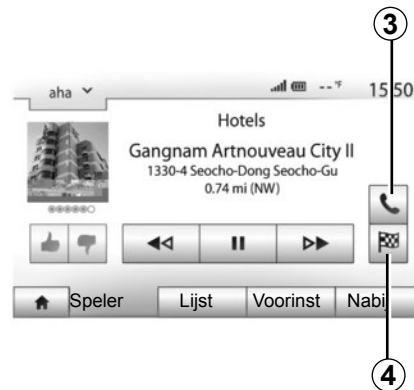 3
aha --°F 15:50
Hotels
Gangnam Artnouveau City II
1330-4 Seocho-Dong Seocho-Gu
0.74 mi (NW)
Speler Lijst Voorinst
4